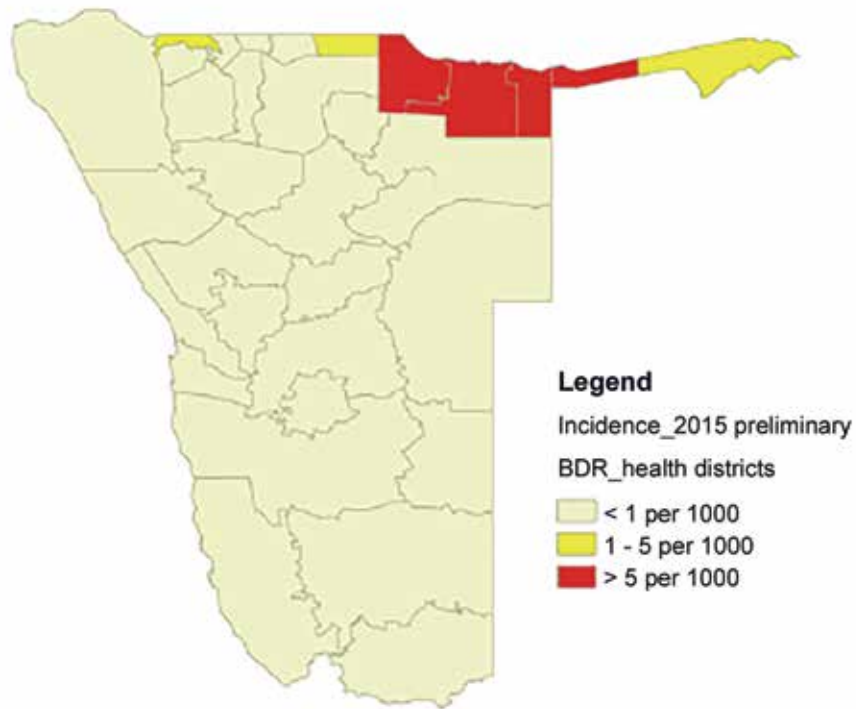 Legend
Incidence_2015 preliminary
BDR_health districts
< 1 per 1000
1 - 5 per 1000
> 5 per 1000